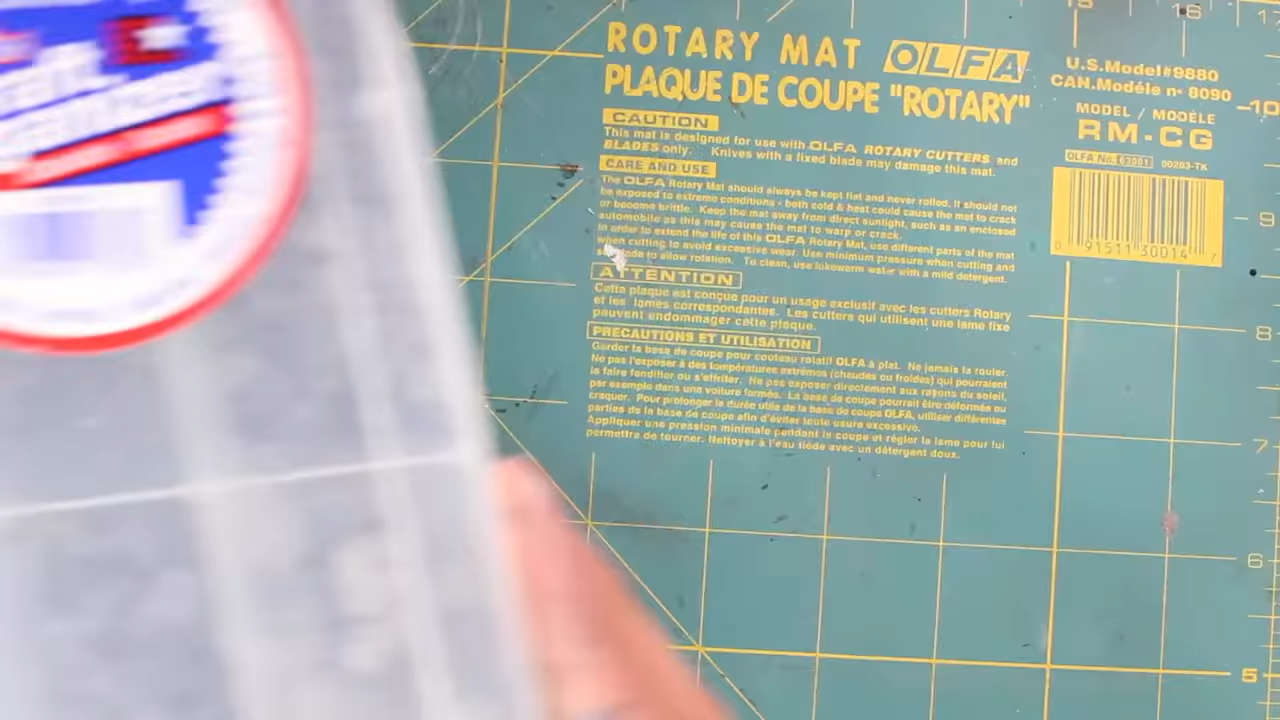 ROTARY MAT OLFA
PLAQUE DE COUPE "ROTARY"
CAUTION
This mat is designed for use with OLFA ROTARY CUTTERS and
BLADES only. Knives with a fixed blade may damage this mat.
CARE AND USE
The OLFA Rotary Mat should always be kept flat and never rolled. It should not
be exposed to extreme conditions - both cold & heat could cause the mat to crack
or become brittle. Keep the mat away from direct sunlight, such as an enclosed
automobile as this may cause the mat to warp or crack.
In order to extend the life of this OLFA Rotary Mat, use different parts of the mat
when cutting to avoid excessive wear. Use minimum pressure when cutting and
to allow rotation. To clean, use lukewarm water with a mild detergent.
ATTENTION
Cette plaque est conçue pour un usage exclusif avec les cutters Rotary
et les lames correspondantes. Les cutters qui utilisent une lame fixe
peuvent endommager cette plaque.
PRECAUTIONS ET UTILISATION
Garder la base de coupe pour couteau rotatif OLFA à plat. Ne jamais la rouler.
Ne pas l'exposer à des températures extrêmes (chaudes ou froides) qui pourraient
la faire fendiller ou s'effriter. Ne pas exposer directement aux rayons du soleil,
par exemple dans une voiture fermée. La base de coupe pourrait être déformée ou
craquer. Pour prolonger la durée utile de la base de coupe OLFA, utiliser différentes
parties de la base de coupe afin d'éviter toute usure excessive.
Appliquer une pression minimale pendant la coupe et régler la lame pour lui
permettre de tourner. Nettoyer à l'eau tiède avec un détergent doux.
U.S.Model#9880
CAN.Modéle n° 8090
MODEL / MODÈLE
RM-CG
OLFA No. 63001 00203-TK
0 91511 30014 7
15
16
10
9
8
7
6
5